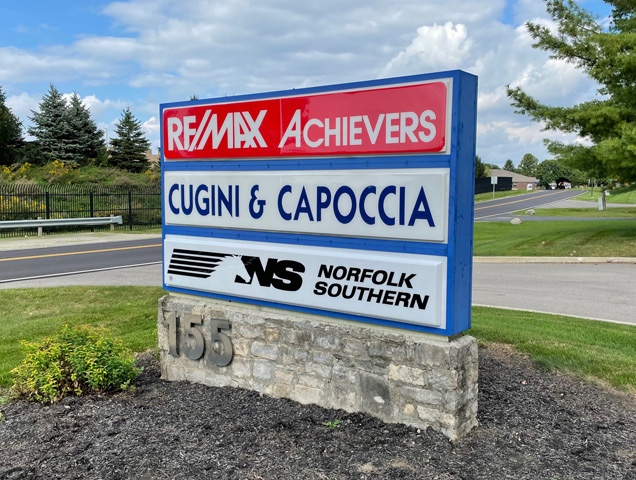 RE/MAX ACHIEVERS
CUGINI & CAPOCCIA
NS NORFOLK
SOUTHERN
155